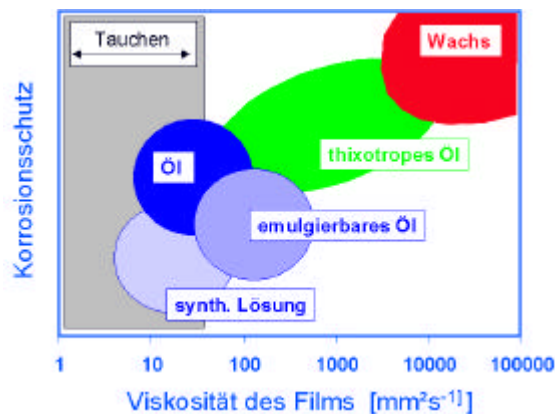 Tauchen
Wachs
Öl
thixotropes Öl
emulgierbares Öl
synth. Lösung
Korrosionsschutz
1 10 100 1000 10000 100000
Viskosität des Films [mm²s⁻¹]]